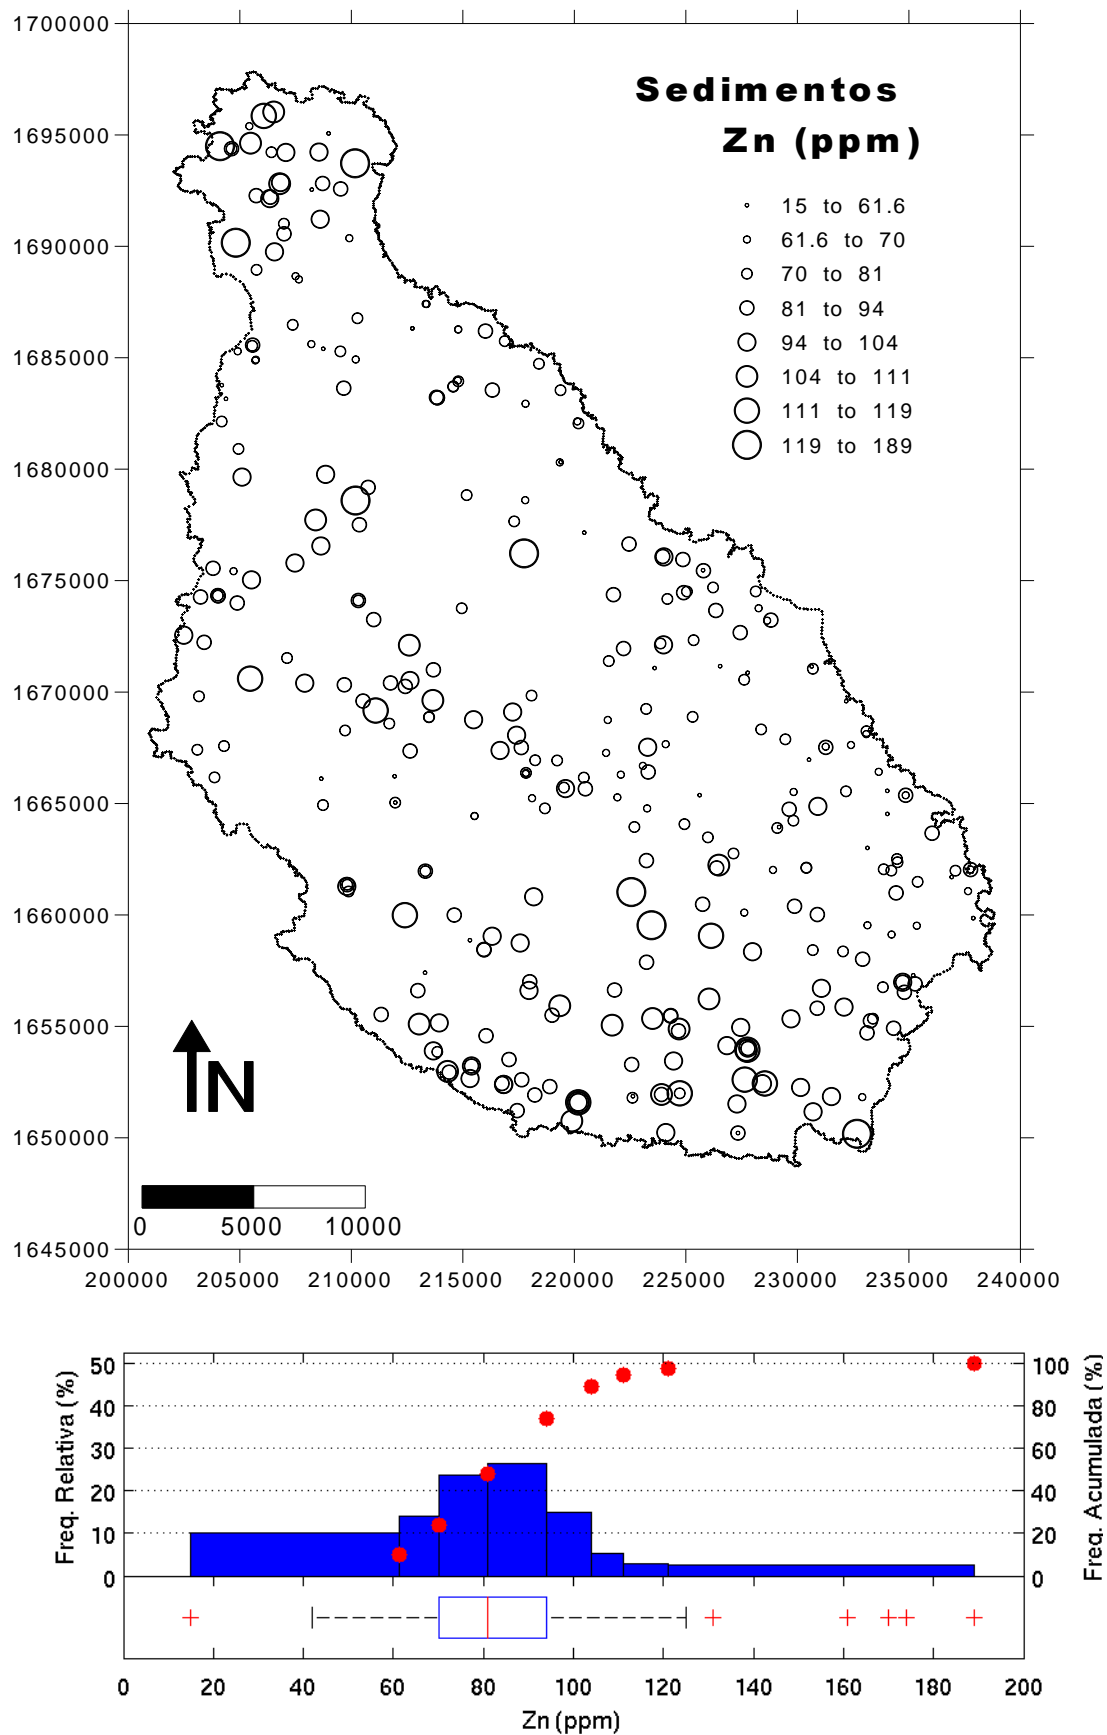 1700000
1695000
1690000
1685000
1680000
1675000
1670000
1665000
1660000
1655000
1650000
1645000
Sedimentos
Zn (ppm)
15 to 61.6
61.6 to 70
70 to 81
81 to 94
94 to 104
104 to 111
111 to 119
119 to 189
N
0 5000 10000
200000 205000 210000 215000 220000 225000 230000 235000 240000
Freq. Relativa (%)
50
40
30
20
10
0
100
80
60
40
20
0
Freq. Acumulada (%)
0 20 40 60 80 100 120 140 160 180 200
Zn (ppm)